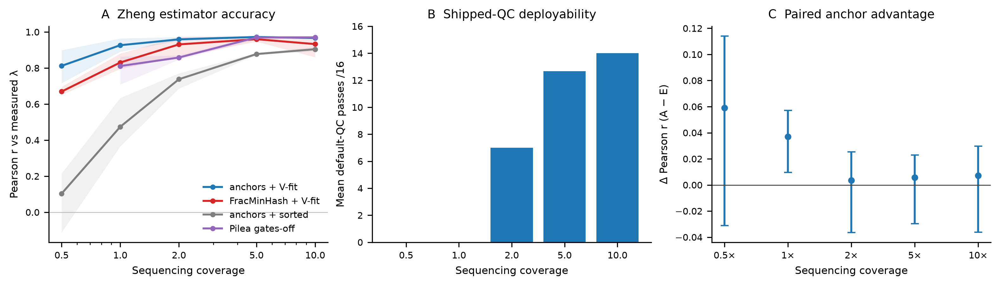 A Zheng estimator accuracy
Pearson r vs measured λ
1.0
0.8
0.6
0.4
0.2
0.0
anchors + V-fit
FracMinHash + V-fit
anchors + sorted
Pilea gates-off
0.5 1.0 2.0 5.0 10.0
Sequencing coverage
B Shipped-QC deployability
Mean default-QC passes /16
16
14
12
10
8
6
4
2
0
0.5 1.0 2.0 5.0 10.0
Sequencing coverage
C Paired anchor advantage
Δ Pearson r (A − E)
0.12
0.10
0.08
0.06
0.04
0.02
0.00
−0.02
−0.04
0.5× 1× 2× 5× 10×
Sequencing coverage